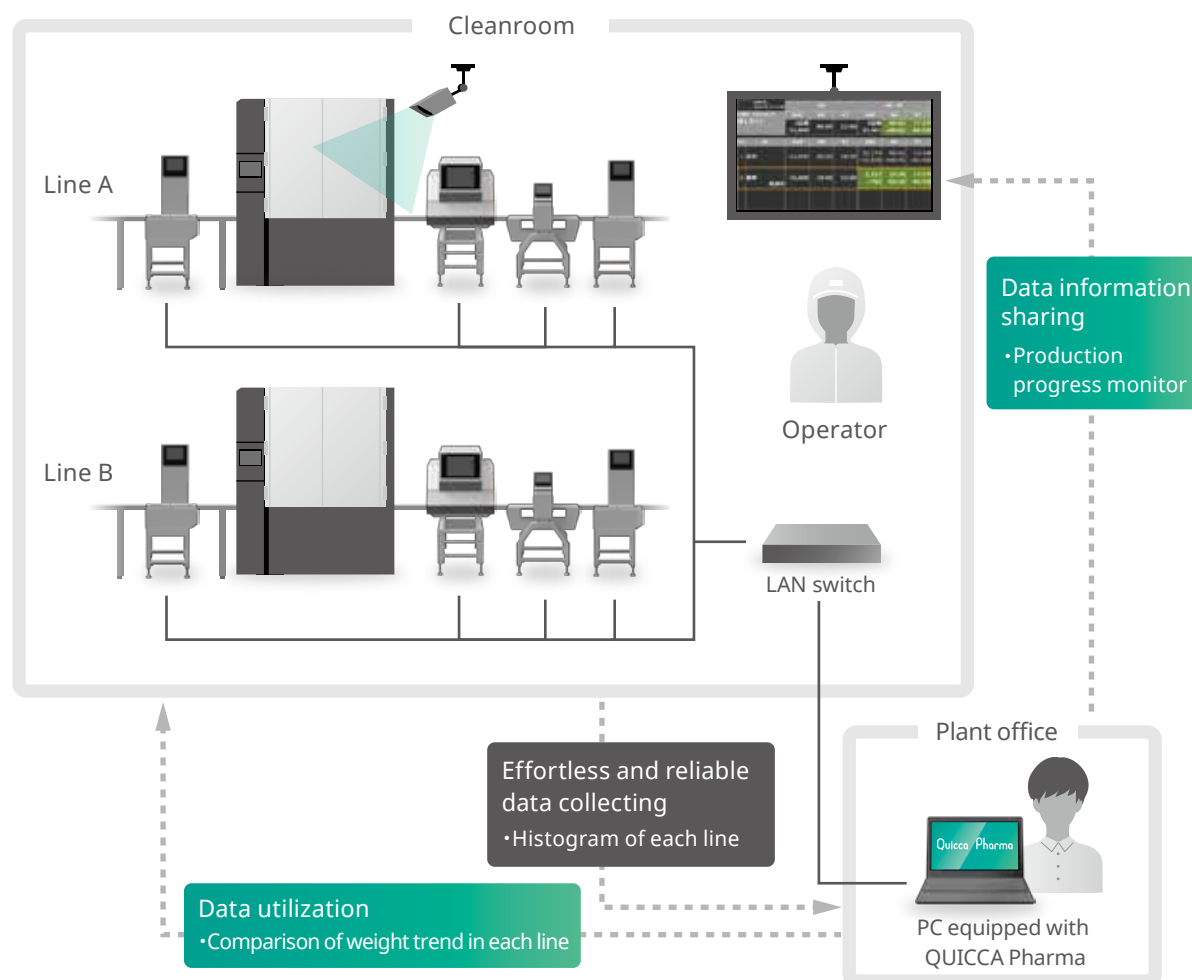 Cleanroom
Line A
Data information
sharing
・Production
progress monitor
Operator
Line B
LAN switch
Plant office
Effortless and reliable
data collecting
・Histogram of each line
Quicca Pharma
Data utilization
・Comparison of weight trend in each line
PC equipped with
QUICCA Pharma